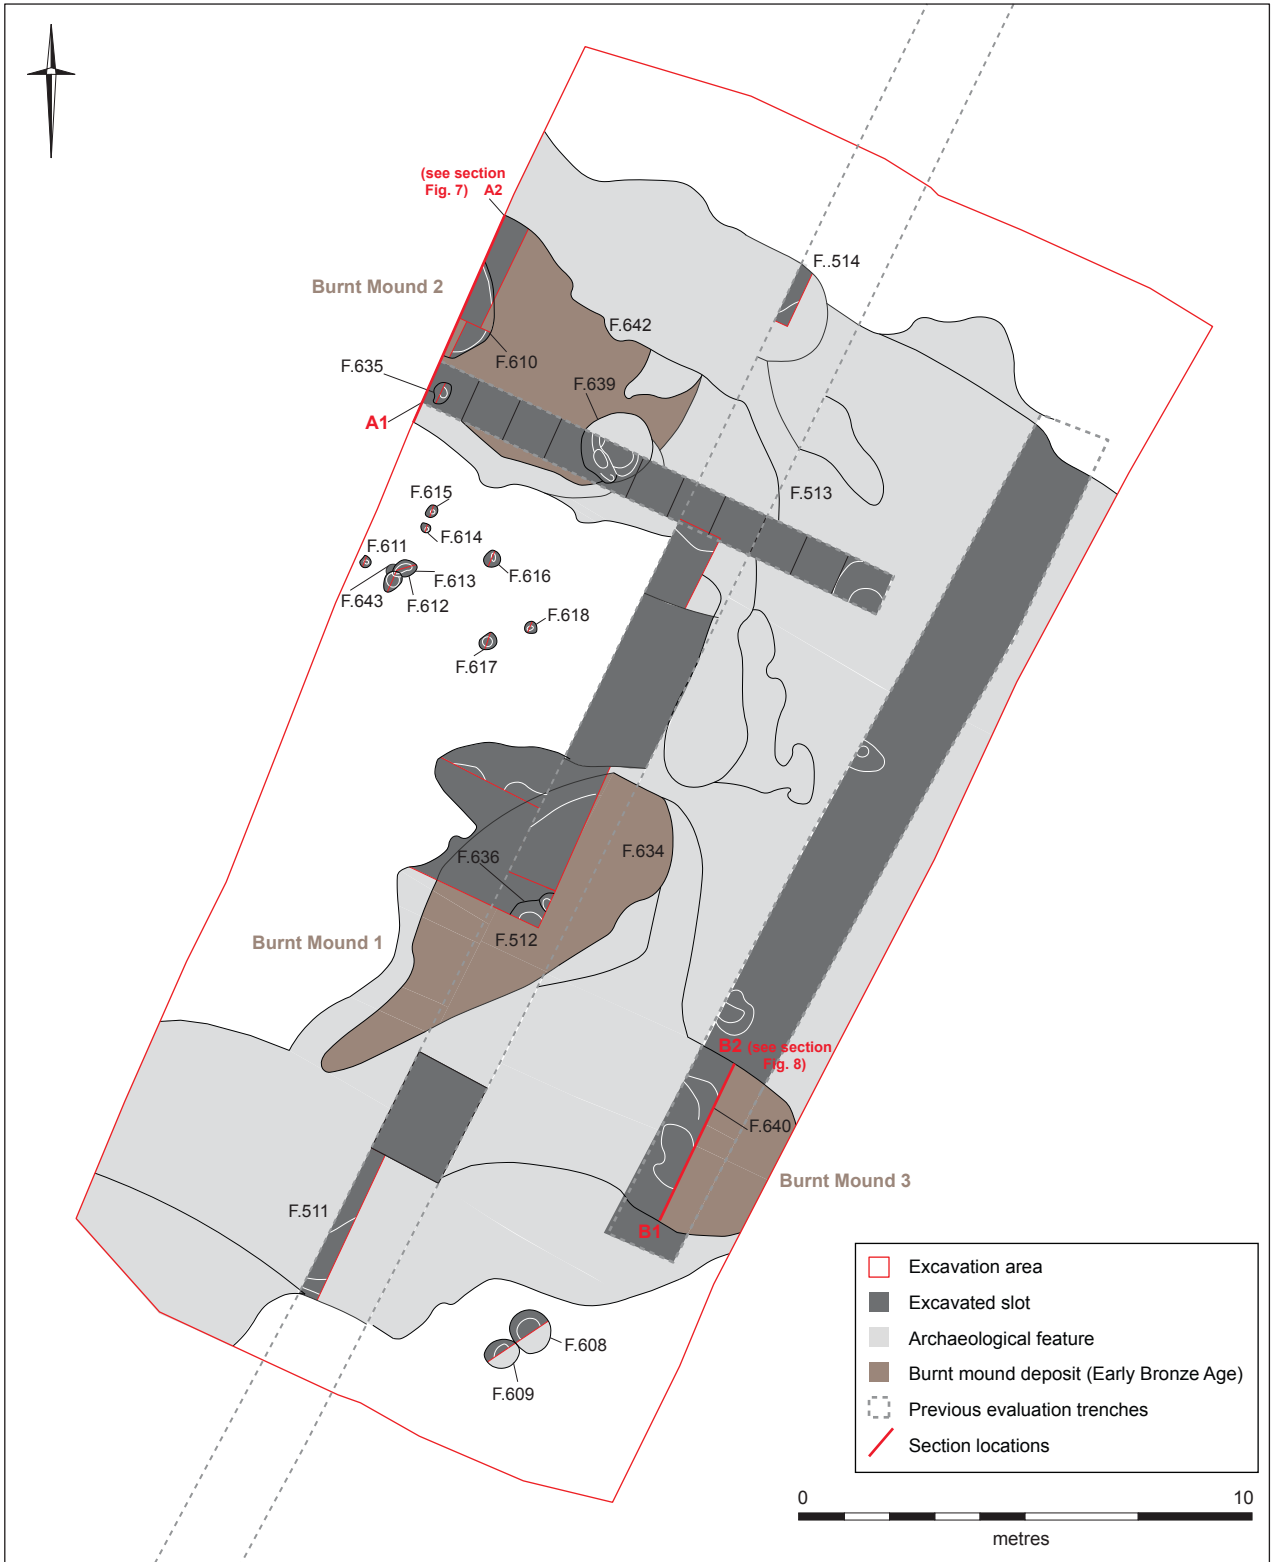 (see section
Fig. 7) A2
F..514
Burnt Mound 2
F.642
F.610
F.635
F.639
A1
F.513
F.615
F.614
F.611
F.616
F.613
F.643
F.612
F.618
F.617
F.634
F.636
F.512
Burnt Mound 1
B2 (see section
Fig. 8)
F.640
Burnt Mound 3
F.511
B1
F.608
F.609
Excavation area
Excavated slot
Archaeological feature
Burnt mound deposit (Early Bronze Age)
Previous evaluation trenches
Section locations
0 10
metres